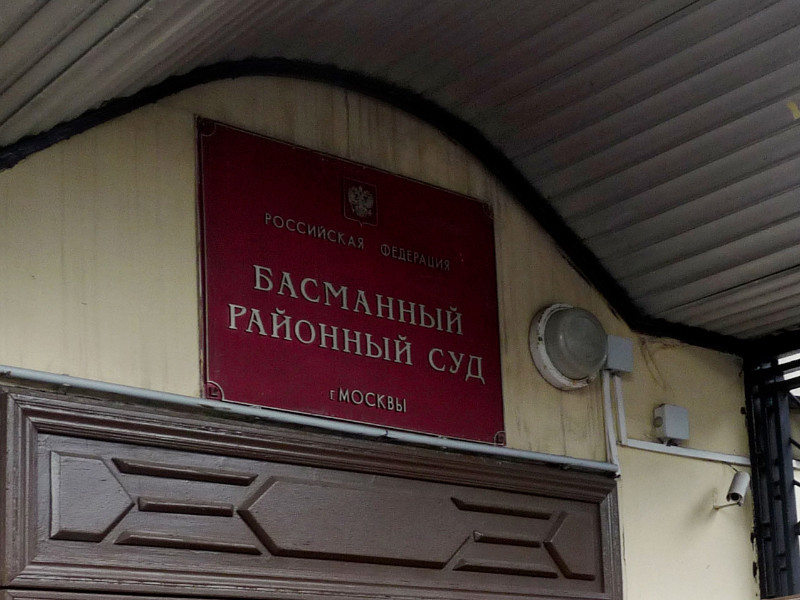 РОССИЙСКАЯ ФЕДЕРАЦИЯ
БАСМАННЫЙ
РАЙОННЫЙ СУД
г. МОСКВЫ